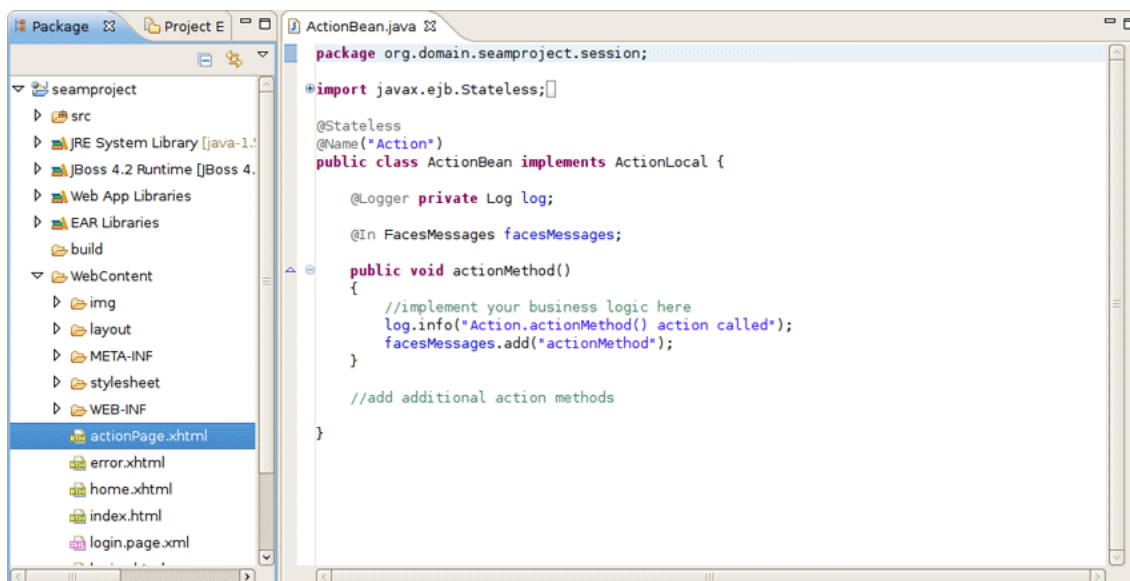 Package
Project E
seamproject
src
JRE System Library [java-1.5
JBoss 4.2 Runtime [JBoss 4.
Web App Libraries
EAR Libraries
build
WebContent
img
layout
META-INF
stylesheet
WEB-INF
actionPage.xhtml
error.xhtml
home.xhtml
index.html
login.page.xml
ActionBean.java
package org.domain.seamproject.session;
import javax.ejb.Stateless;
@Stateless
@Name("Action")
public class ActionBean implements ActionLocal {
@Logger private Log log;
@In FacesMessages facesMessages;
public void actionMethod()
{
//implement your business logic here
log.info("Action.actionMethod() action called");
facesMessages.add("actionMethod");
}
//add additional action methods
}